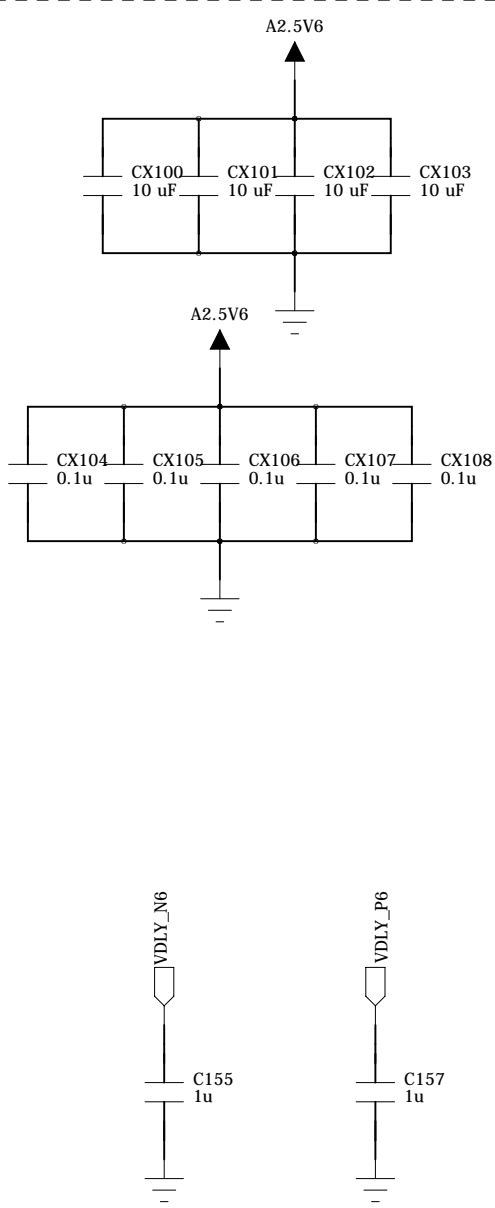 A2.5V6
CX100 CX101 CX102 CX103
10 uF 10 uF 10 uF 10 uF
A2.5V6
CX104 CX105 CX106 CX107 CX108
0.1u 0.1u 0.1u 0.1u 0.1u
VDLY_N6
VDLY_P6
C155 C157
1u 1u